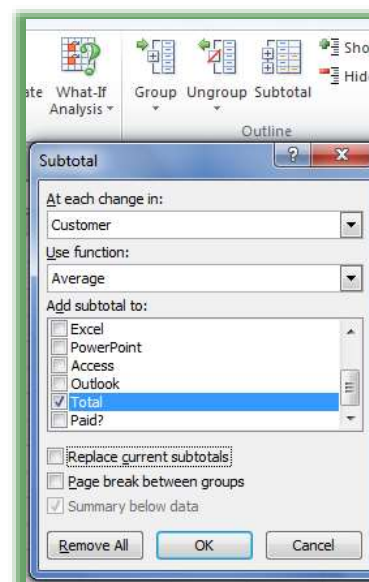 Sho
Hid
ate What-If Group Ungroup Subtotal
Analysis
Outline
Subtotal
?
X
At each change in:
Customer
Use function:
Average
Add subtotal to:
Excel
PowerPoint
Access
Outlook
Total
Paid?
Replace current subtotals
Page break between groups
Summary below data
Remove All OK Cancel